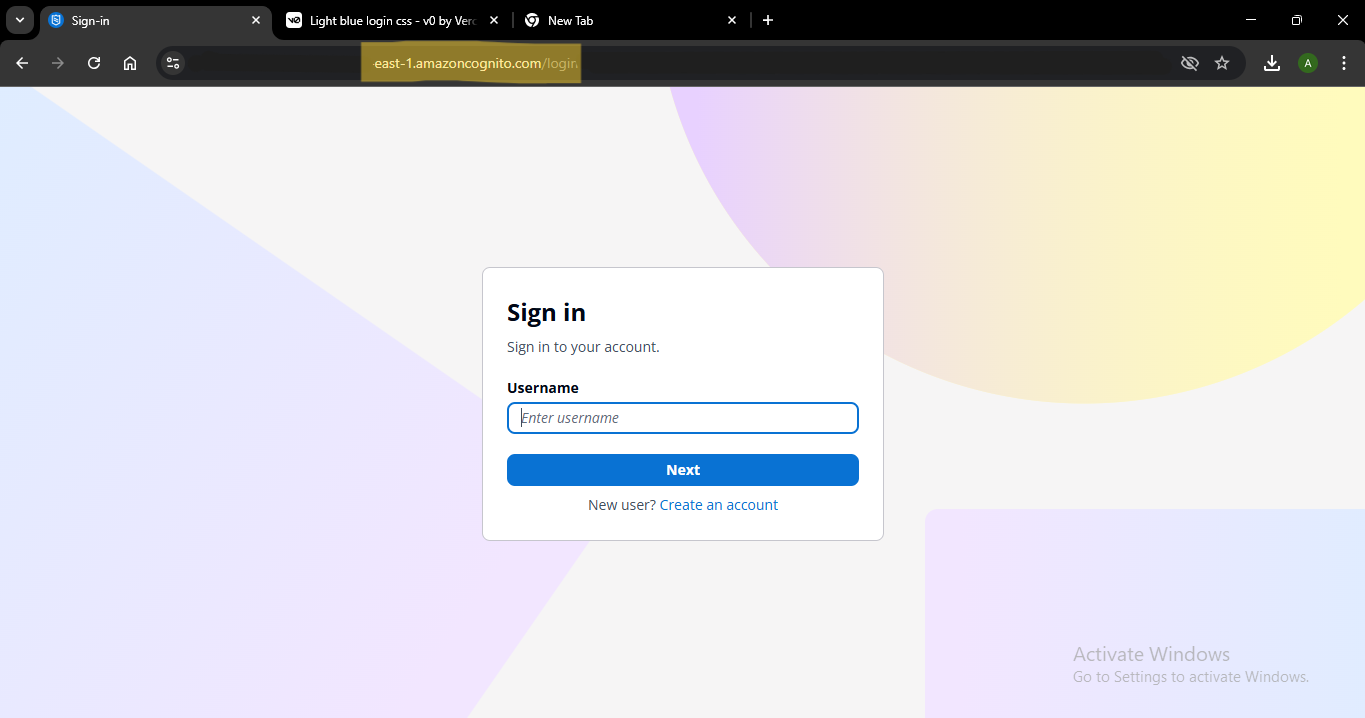 Sign-in
Light blue login css - v0 by Verc
New Tab
-east-1.amazoncognito.com/login.
A
Sign in
Sign in to your account.
Username
Enter username
Next
New user? Create an account
Activate Windows
Go to Settings to activate Windows.